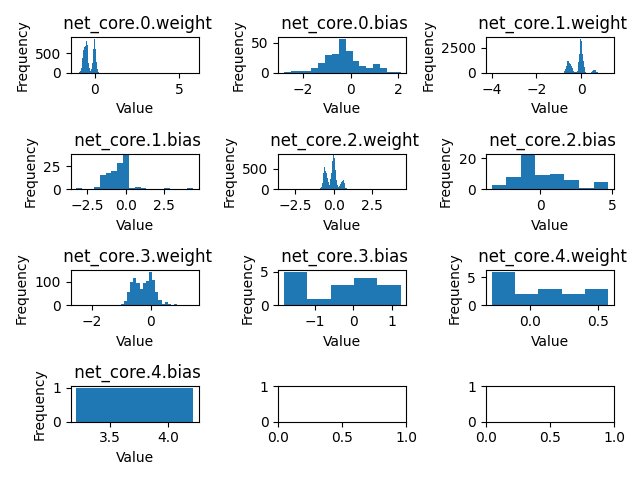 net_core.0.weight
net_core.0.bias
net_core.1.weight
Frequency
500
0
0
5
Value
Frequency
50
0
−2
0
2
Value
Frequency
2500
0
−4
−2
0
Value
net_core.1.bias
net_core.2.weight
net_core.2.bias
Frequency
25
0
−2.5
0.0
2.5
Value
Frequency
500
0
−2.5
0.0
2.5
Value
Frequency
20
0
0
5
Value
net_core.3.weight
net_core.3.bias
net_core.4.weight
Frequency
100
0
−2
0
Value
Frequency
5
0
−1
0
1
Value
Frequency
5
0
0.0
0.5
Value
net_core.4.bias
Frequency
1
0
3.5
4.0
Value
1
0
0.0
0.5
1.0
1
0
0.0
0.5
1.0